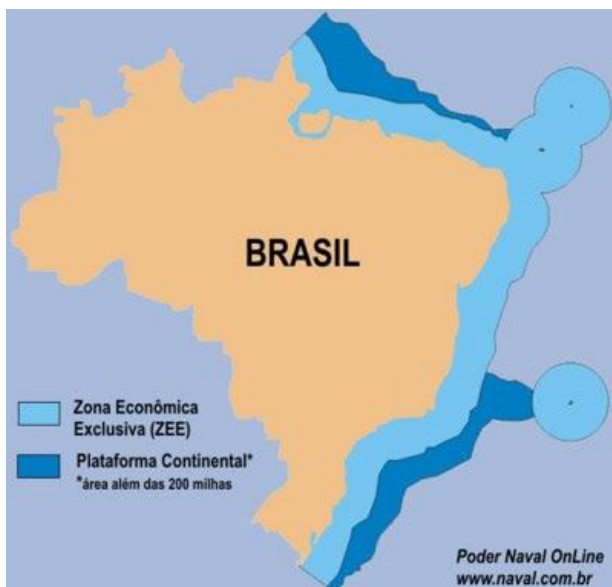 BRASIL
Zona Econômica
Exclusiva (ZEE)
Plataforma Continental*
*área além das 200 milhas
Poder Naval OnLine
www.naval.com.br